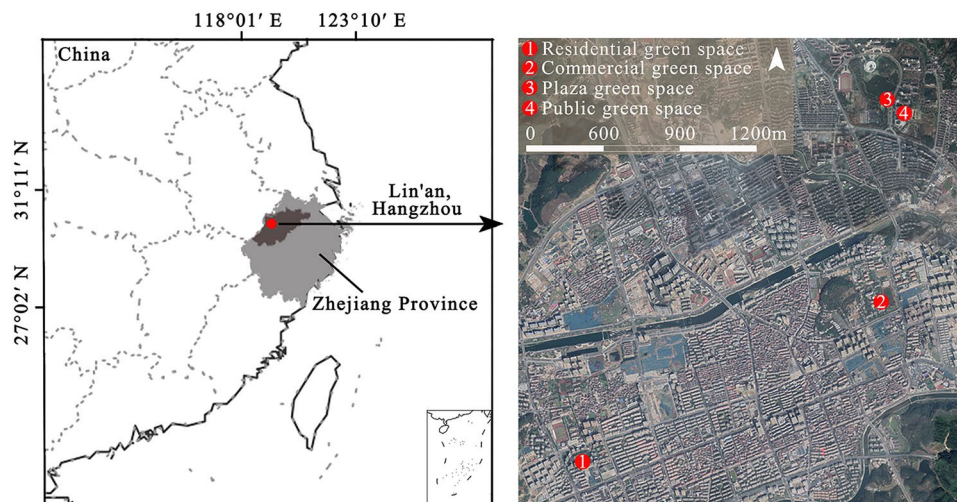 118°01′ E
123°10′ E
China
31°11′ N
27°02′ N
Lin'an,
Hangzhou
Zhejiang Province
1 Residential green space
2 Commercial green space
3 Plaza green space
4 Public green space
0 600 900 1200m
3
4
2
1